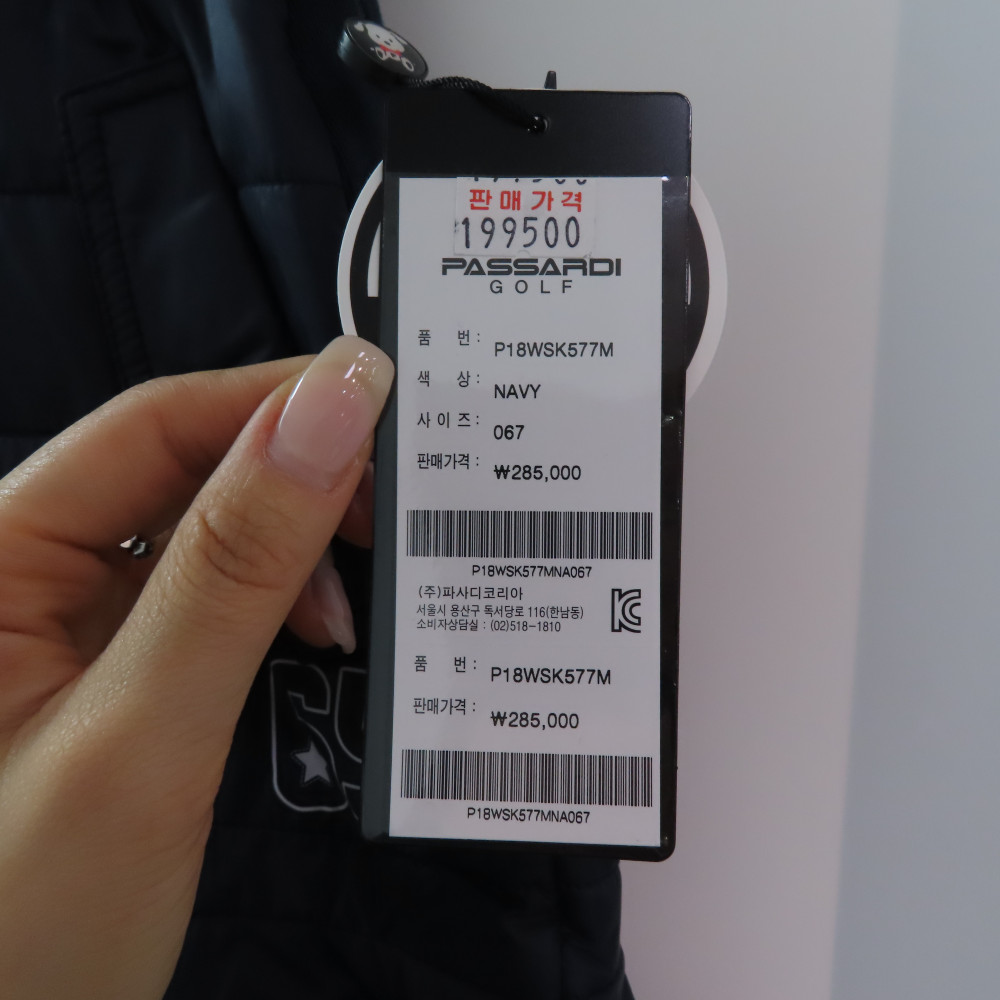 판매가격
199500
PASSARDI
GOLF
품 번 : P18WSK577M
색 상 : NAVY
사 이 즈 : 067
판매가격 : ₩285,000
P18WSK577MNA067
(주)파사디코리아
서울시 용산구 독서당로 116(한남동)
소비자상담실 : (02)518-1810
품 번 : P18WSK577M
판매가격 : ₩285,000
P18WSK577MNA067